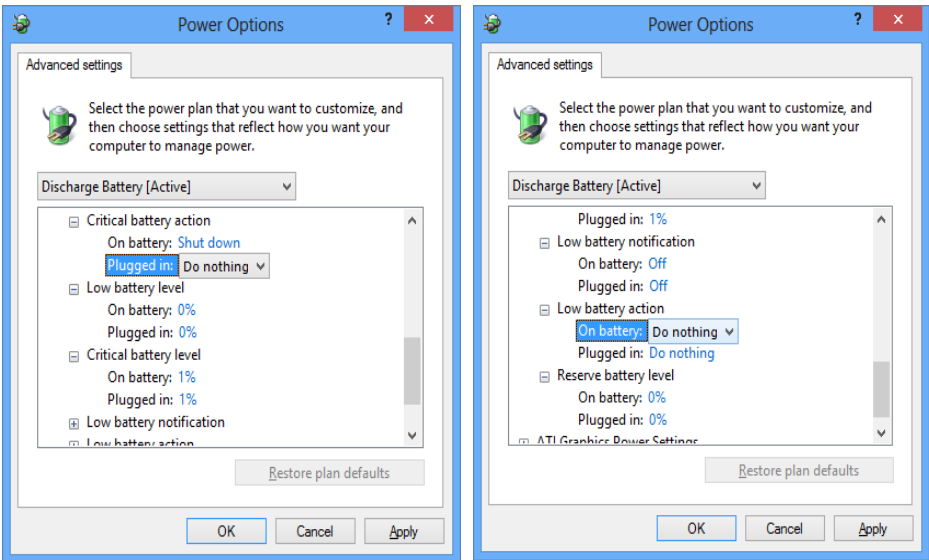 Power Options
?
x
Advanced settings
Select the power plan that you want to customize, and
then choose settings that reflect how you want your
computer to manage power.
Discharge Battery [Active]
Critical battery action
On battery: Shut down
Plugged in: Do nothing
Low battery level
On battery: 0%
Plugged in: 0%
Critical battery level
On battery: 1%
Plugged in: 1%
Low battery notification
Low battery action
Restore plan defaults
OK
Cancel
Apply
Power Options
?
x
Advanced settings
Select the power plan that you want to customize, and
then choose settings that reflect how you want your
computer to manage power.
Discharge Battery [Active]
Plugged in: 1%
Low battery notification
On battery: Off
Plugged in: Off
Low battery action
On battery: Do nothing
Plugged in: Do nothing
Reserve battery level
On battery: 0%
Plugged in: 0%
ATI Graphics Power Settings
Restore plan defaults
OK
Cancel
Apply